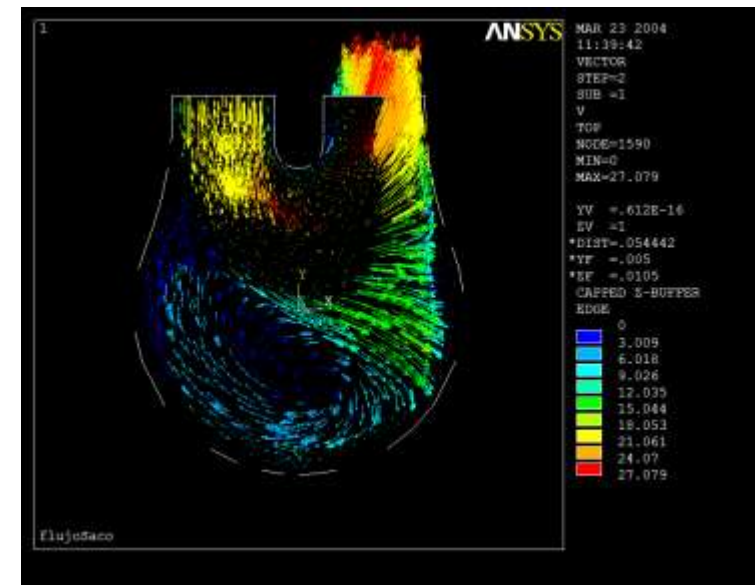 1
ANSYS
MAR 23 2004
11:39:42
VECTOR
STEP=2
SUB =1
V
TOP
NODE=1590
MIN=0
MAX=27.079
YV =.612E-16
ZV =1
*DIST=.054442
*YF =.005
*ZF =.0105
CAPPED Z-BUFFER
EDGE
0
3.009
6.018
9.026
12.035
15.044
18.053
21.061
24.07
27.079
Y
X
flujoSaco